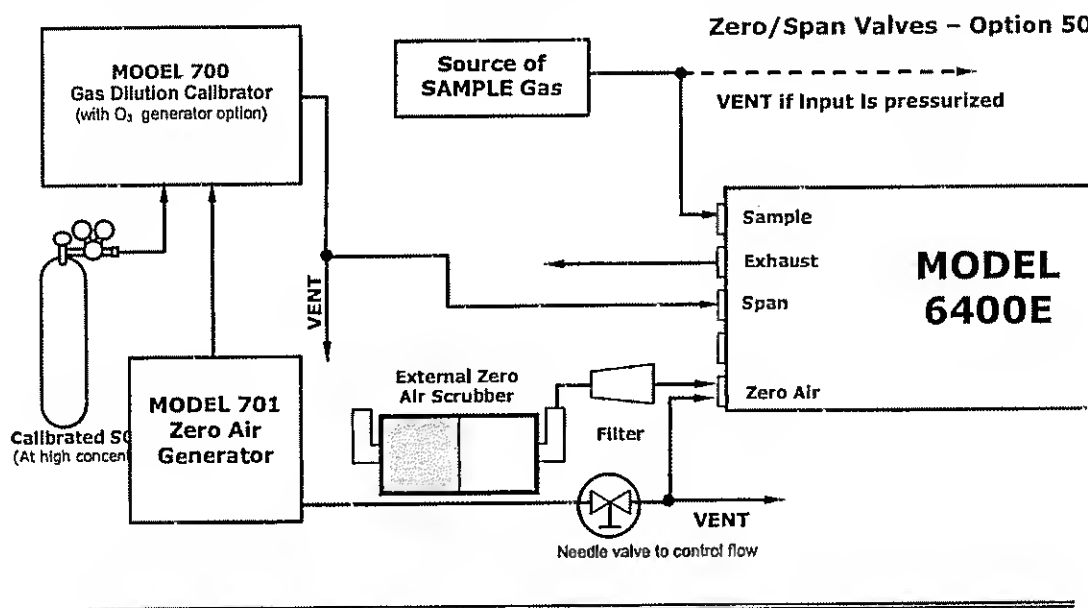 Zero/Span Valves – Option 50
MOOEL 700
Gas Dilution Calibrator
(with O₃ generator option)
Source of
SAMPLE Gas
VENT if Input Is pressurized
Sample
Exhaust
Span
Zero Air
MODEL
6400E
VENT
External Zero
Air Scrubber
Filter
MODEL 701
Zero Air
Generator
Calibrated
(At high
VENT
Needle valve to control flow